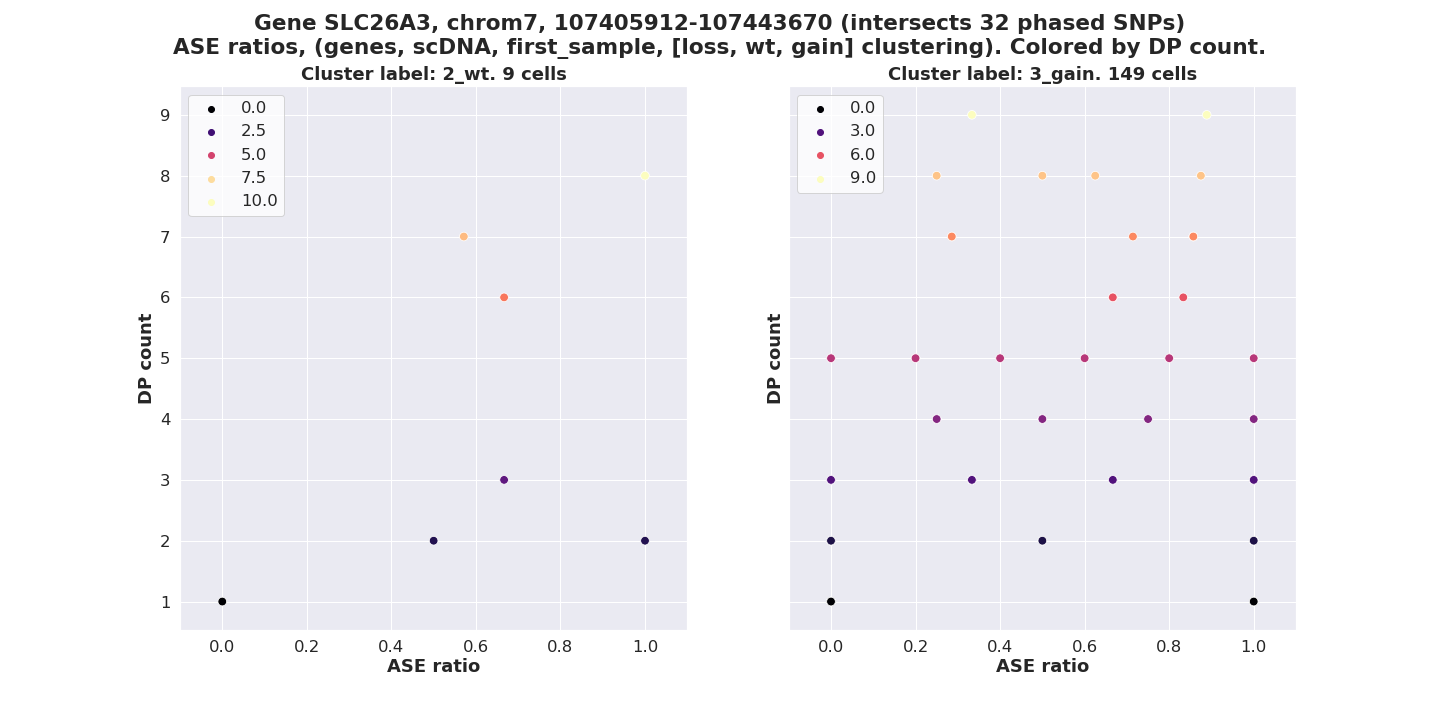 Gene SLC26A3, chrom7, 107405912-107443670 (intersects 32 phased SNPs)
ASE ratios, (genes, scDNA, first_sample, [loss, wt, gain] clustering). Colored by DP count.
Cluster label: 2_wt. 9 cells
0.0
2.5
5.0
7.5
10.0
9
8
7
6
5
4
3
2
1
DP count
0.0 0.2 0.4 0.6 0.8 1.0
ASE ratio
Cluster label: 3_gain. 149 cells
0.0
3.0
6.0
9.0
DP count
0.0 0.2 0.4 0.6 0.8 1.0
ASE ratio